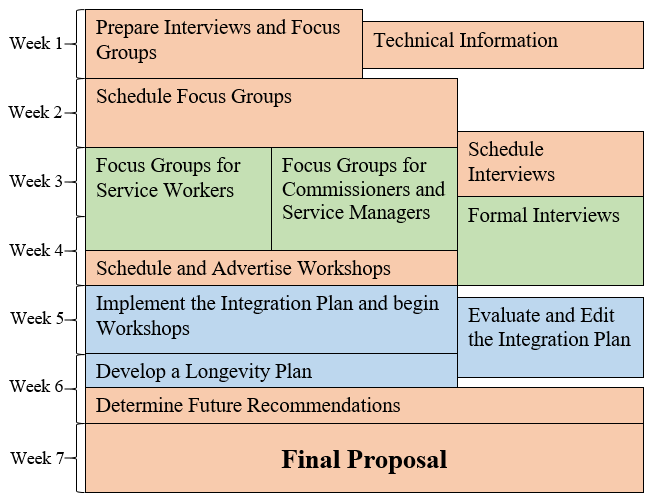 Week 1
Prepare Interviews and Focus
Groups
Technical Information
Week 2
Schedule Focus Groups
Schedule
Interviews
Week 3
Focus Groups for
Service Workers
Focus Groups for
Commissioners and
Service Managers
Formal Interviews
Week 4
Schedule and Advertise Workshops
Week 5
Implement the Integration Plan and begin
Workshops
Evaluate and Edit
the Integration Plan
Week 6
Develop a Longevity Plan
Determine Future Recommendations
Week 7
Final Proposal